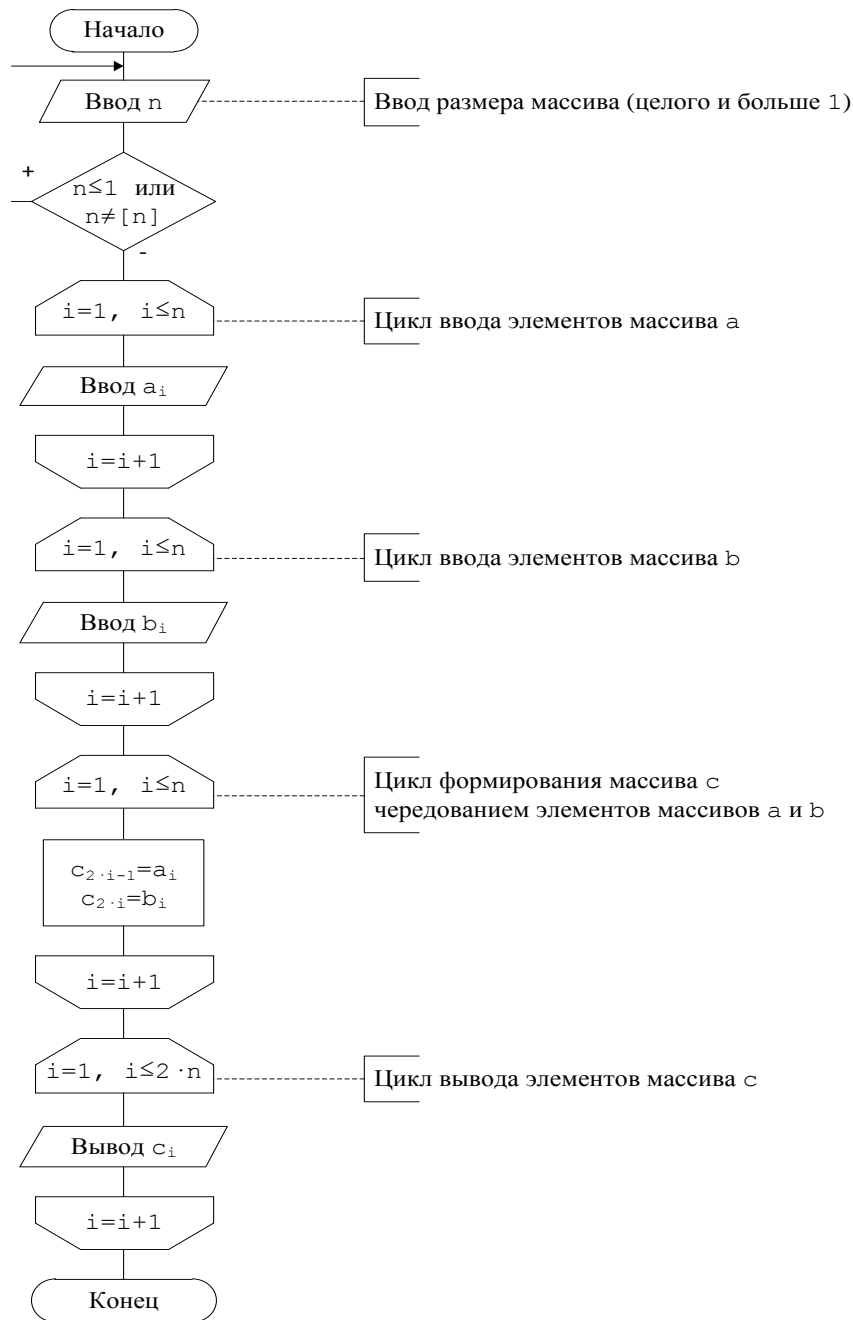 Начало
Ввод n
Ввод размера массива (целого и больше 1)
+
n≤1 или
n≠[n]
-
i=1, i≤n
Цикл ввода элементов массива a
Ввод aᵢ
i=i+1
i=1, i≤n
Цикл ввода элементов массива b
Ввод bᵢ
i=i+1
i=1, i≤n
Цикл формирования массива c
чередованием элементов массивов a и b
c₂·ᵢ₋₁=aᵢ
c₂·ᵢ=bᵢ
i=i+1
i=1, i≤2·n
Цикл вывода элементов массива c
Вывод cᵢ
i=i+1
Конец